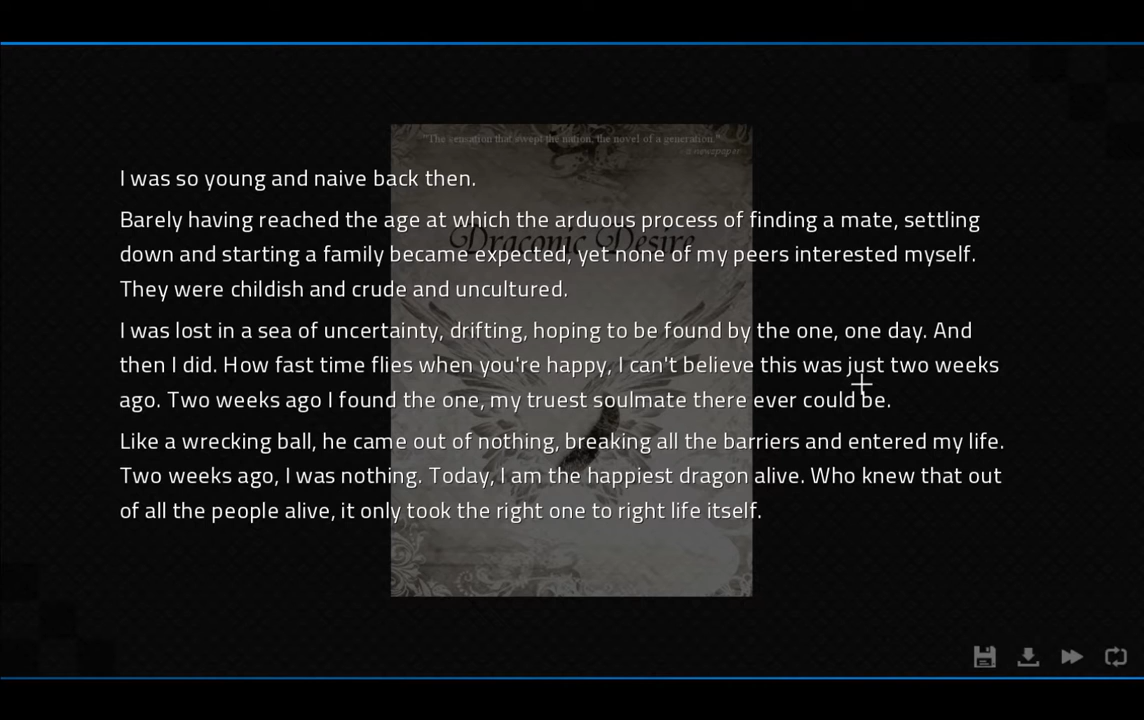 "The sensation that swept the nation, the novel of a generation."
a newzpaper
Draconic Desire
I was so young and naive back then.
Barely having reached the age at which the arduous process of finding a mate, settling
down and starting a family became expected, yet none of my peers interested myself.
They were childish and crude and uncultured.
I was lost in a sea of uncertainty, drifting, hoping to be found by the one, one day. And
then I did. How fast time flies when you're happy, I can't believe this was just two weeks
ago. Two weeks ago I found the one, my truest soulmate there ever could be.
Like a wrecking ball, he came out of nothing, breaking all the barriers and entered my life.
Two weeks ago, I was nothing. Today, I am the happiest dragon alive. Who knew that out
of all the people alive, it only took the right one to right life itself.